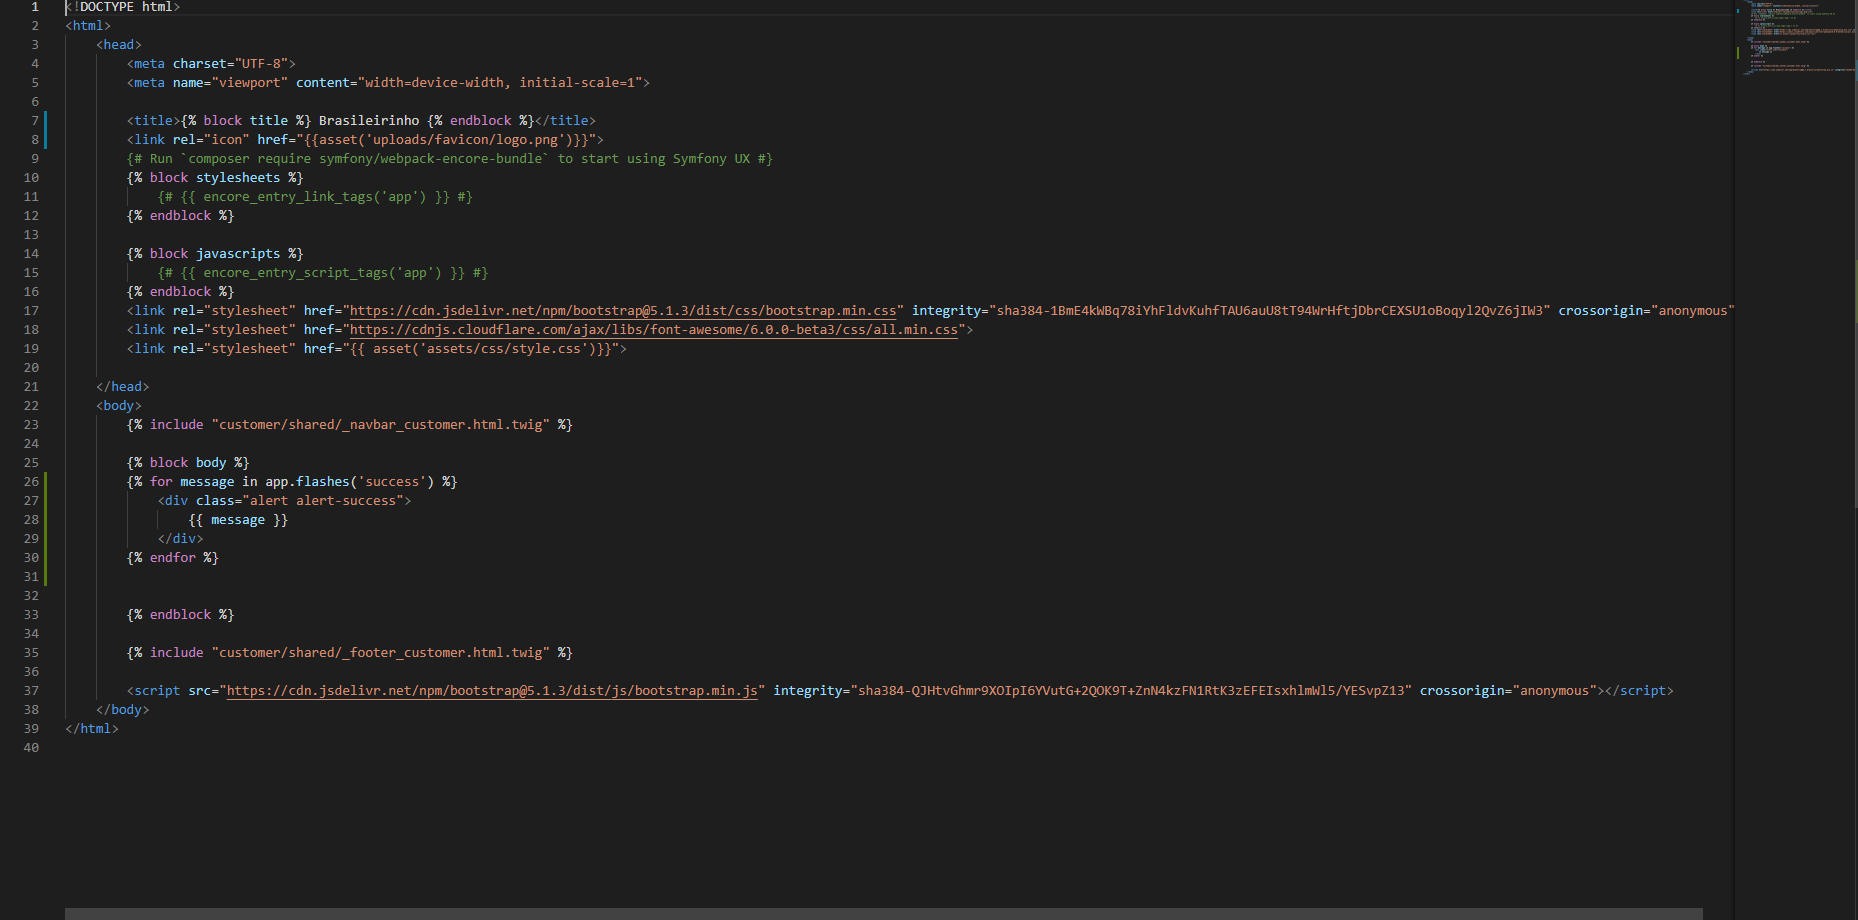 1 <!DOCTYPE html>
2 <html>
3 <head>
4 <meta charset="UTF-8">
5 <meta name="viewport" content="width=device-width, initial-scale=1">
6
7 <title>{% block title %} Brasileirinho {% endblock %}</title>
8 <link rel="icon" href="{{asset('uploads/favicon/logo.png')}}">
9 {# Run `composer require symfony/webpack-encore-bundle` to start using Symfony UX #}
10 {% block stylesheets %}
11 {# {{ encore_entry_link_tags('app') }} #}
12 {% endblock %}
13
14 {% block javascripts %}
15 {# {{ encore_entry_script_tags('app') }} #}
16 {% endblock %}
17 <link rel="stylesheet" href="https://cdn.jsdelivr.net/npm/bootstrap@5.1.3/dist/css/bootstrap.min.css" integrity="sha384-1BmE4kWBq78iYhFldvKuhfTAU6auU8tT94WrHftjDbrCEXSU1oBoqyl2QvZ6jIW3" crossorigin="anonymous"
18 <link rel="stylesheet" href="https://cdnjs.cloudflare.com/ajax/libs/font-awesome/6.0.0-beta3/css/all.min.css">
19 <link rel="stylesheet" href="{{ asset('assets/css/style.css')}}">
20
21 </head>
22 <body>
23 {% include "customer/shared/_navbar_customer.html.twig" %}
24
25 {% block body %}
26 {% for message in app.flashes('success') %}
27 <div class="alert alert-success">
28 {{ message }}
29 </div>
30 {% endfor %}
31
32
33 {% endblock %}
34
35 {% include "customer/shared/_footer_customer.html.twig" %}
36
37 <script src="https://cdn.jsdelivr.net/npm/bootstrap@5.1.3/dist/js/bootstrap.min.js" integrity="sha384-QJHtvGhmr9XOIpI6YVutG+2QOK9T+ZnN4kzFN1RtK3zEFEIsxhlmWl5/YESvpZ13" crossorigin="anonymous"></script>
38 </body>
39 </html>
40